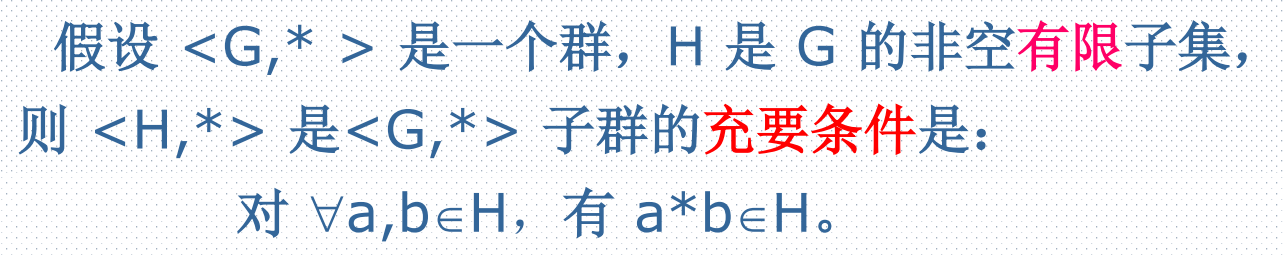 假设 <G,* > 是一个群，H 是 G 的非空有限子集，
则 <H,*> 是<G,*> 子群的充要条件是：
对 ∀a,b∈H，有 a*b∈H。